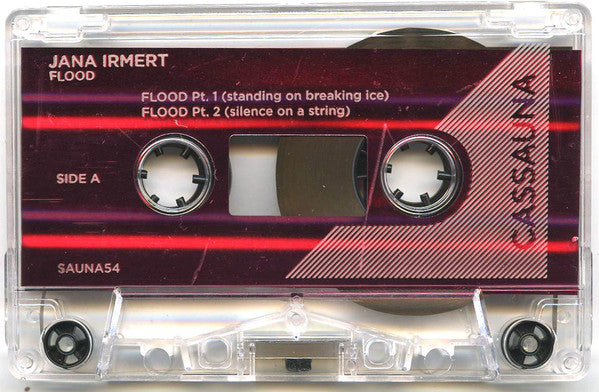 JANA IRMERT
FLOOD
FLOOD Pt. 1 (standing on breaking ice)
FLOOD Pt. 2 (silence on a string)
SIDE A
CASSAUNA
SAUNA54